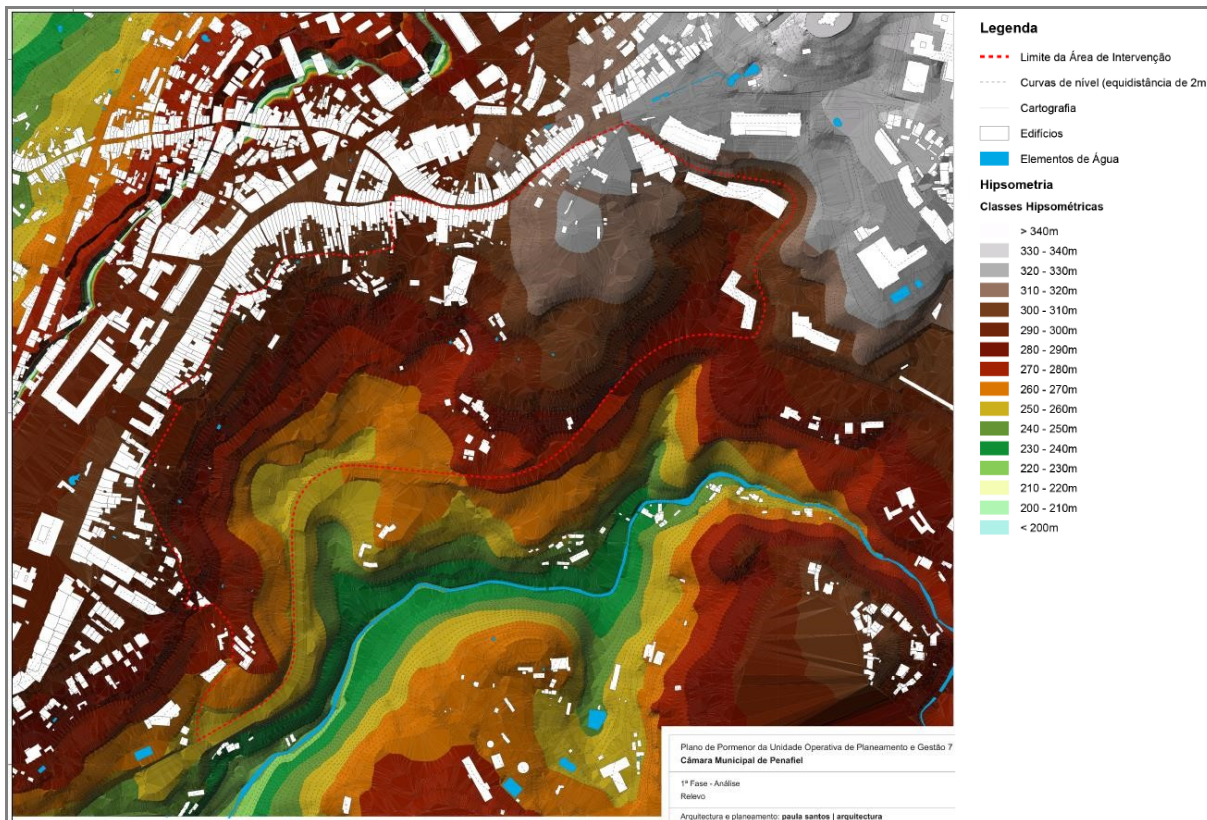 Legenda
Limite da Área de Intervenção
Curvas de nível (equidistância de 2m
Cartografia
Edifícios
Elementos de Água
Hipsometria
Classes Hipsométricas
> 340m
330 - 340m
320 - 330m
310 - 320m
300 - 310m
290 - 300m
280 - 290m
270 - 280m
260 - 270m
250 - 260m
240 - 250m
230 - 240m
220 - 230m
210 - 220m
200 - 210m
< 200m
Plano de Pormenor da Unidade Operativa de Planeamento e Gestão 7
Câmara Municipal de Penafiel
1ª Fase - Análise
Relevo
Arquitectura e planeamento: paula santos | arquitectura